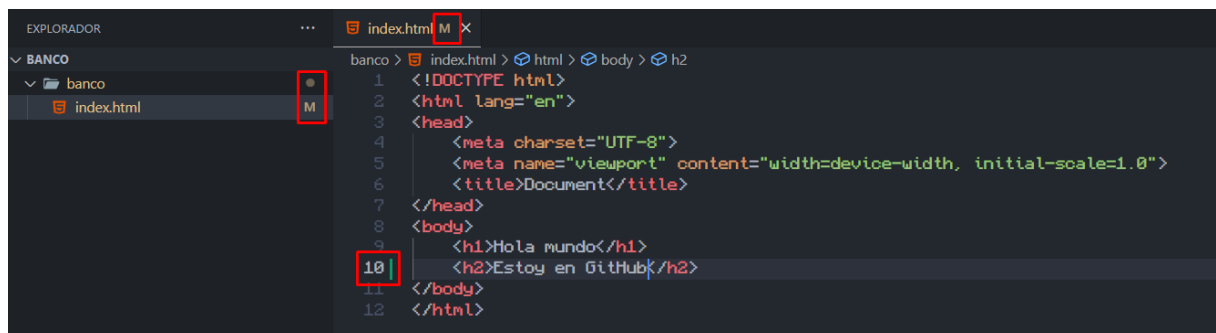 EXPLORADOR ···
index.html M ×
BANCO
banco
index.html M
banco > index.html > html > body > h2
1 <!DOCTYPE html>
2 <html lang="en">
3 <head>
4 <meta charset="UTF-8">
5 <meta name="viewport" content="width=device-width, initial-scale=1.0">
6 <title>Document</title>
7 </head>
8 <body>
9 <h1>Hola mundo</h1>
10 <h2>Estoy en GitHub</h2>
11 </body>
12 </html>